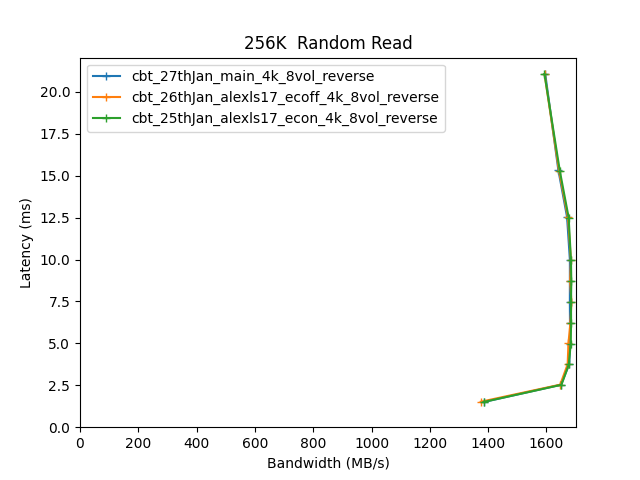 256K  Random Read
cbt_27thJan_main_4k_8vol_reverse
cbt_26thJan_alexls17_ecoff_4k_8vol_reverse
cbt_25thJan_alexls17_econ_4k_8vol_reverse
20.0
17.5
15.0
12.5
10.0
7.5
5.0
2.5
0.0
Latency (ms)
0 200 400 600 800 1000 1200 1400 1600
Bandwidth (MB/s)